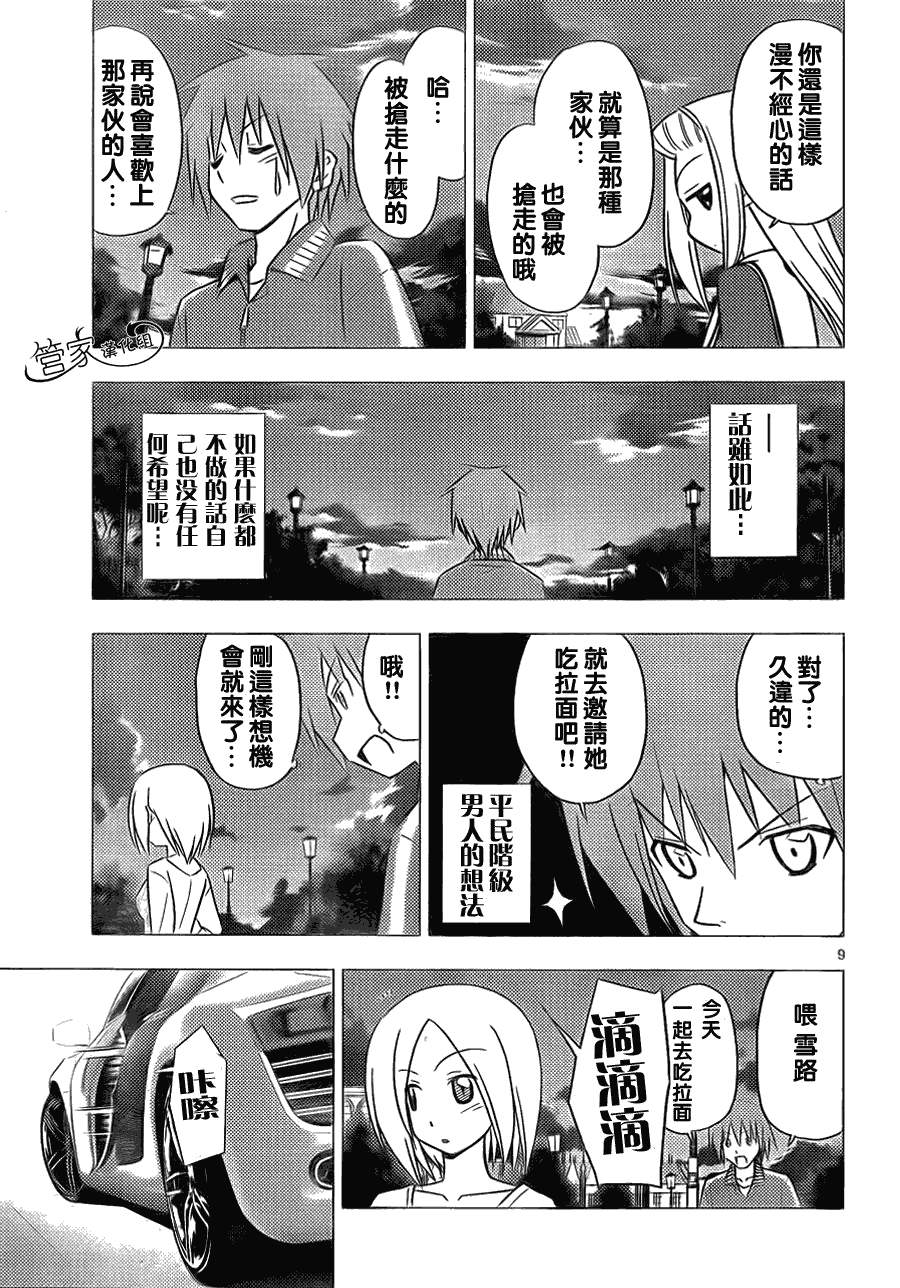 你還是這樣
漫不經心的話
就算是那種
家伙…
也會被
搶走的哦
哈…
被搶走什麼的
再說會喜歡上
那家伙的人…
管家
漢化組
——
話雖如此…
如果什麼都
不做的話自
己也没有任
何希望呢…
對了…
久違的…
就去邀請她
吃拉面吧!!
平民階級
男人的想法
哦!!
剛這樣想機
會就來了…
9
喂 雪路
今天
一起去吃拉面
滴滴滴
咔嚓